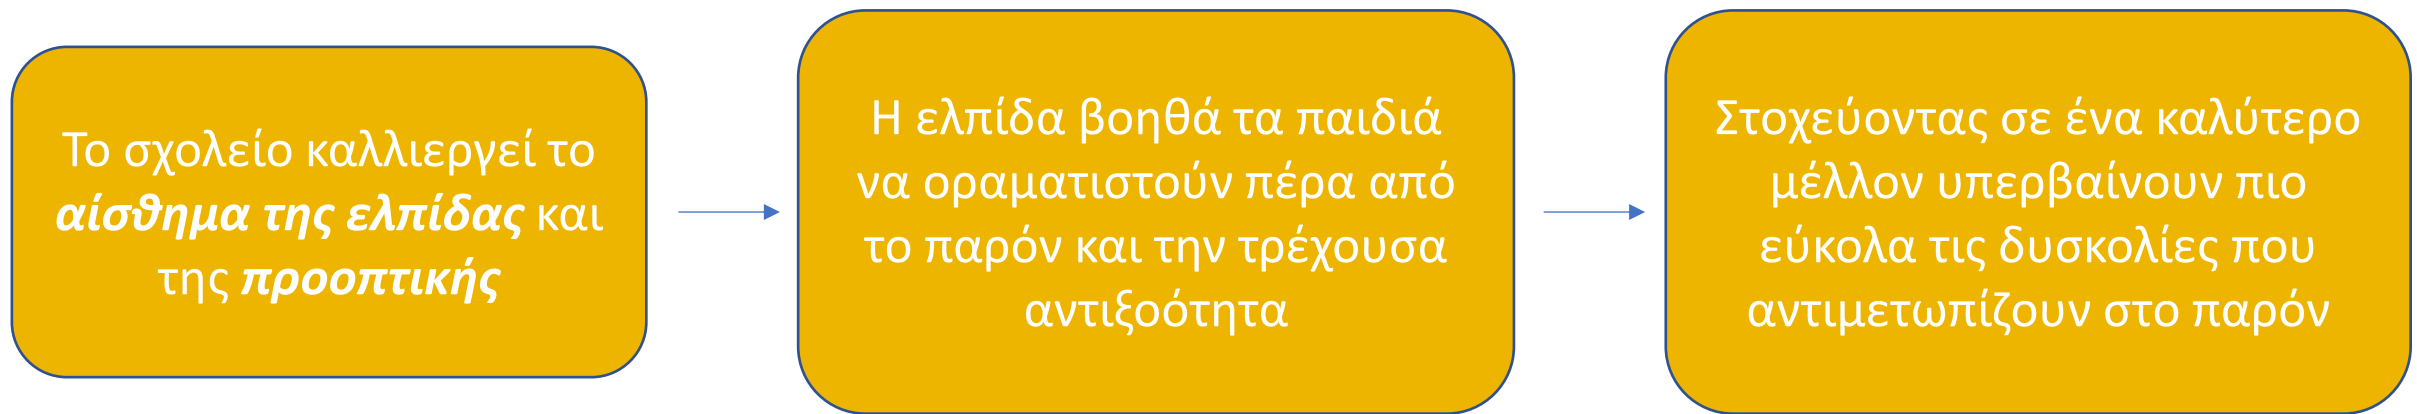 Το σχολείο καλλιεργεί το
αίσθημα της ελπίδας και
της προοπτικής
Η ελπίδα βοηθά τα παιδιά
να οραματιστούν πέρα από
το παρόν και την τρέχουσα
αντιξοότητα
Στοχεύοντας σε ένα καλύτερο
μέλλον υπερβαίνουν πιο
εύκολα τις δυσκολίες που
αντιμετωπίζουν στο παρόν